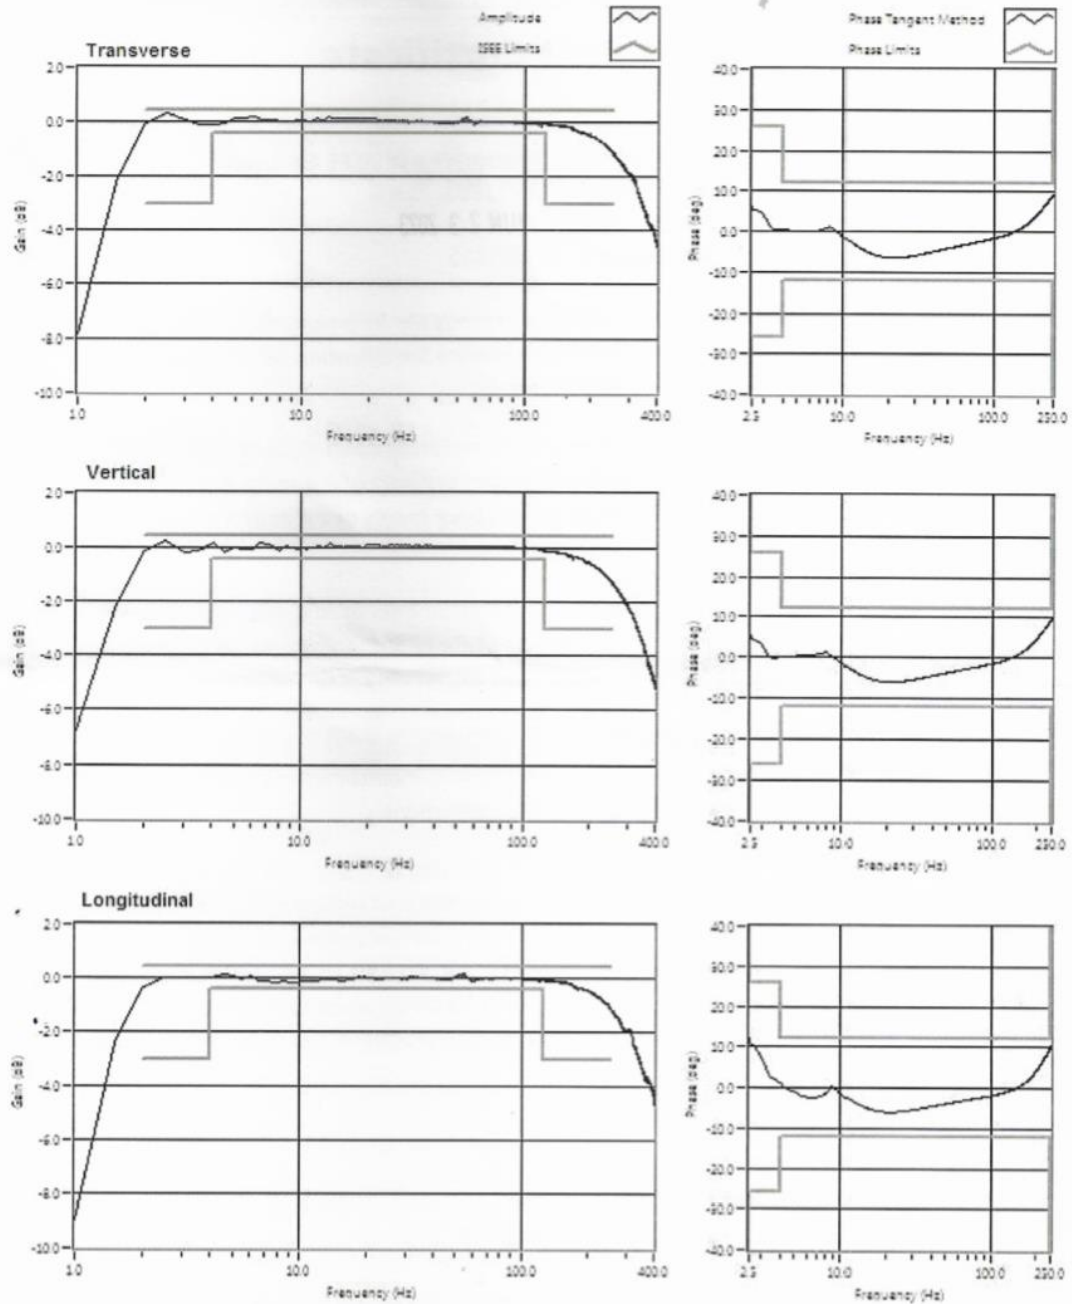 Amplitude
ISEE Limits
Phase Tangent Method
Phase Limits
Transverse
2.0
0.0
-2.0
-4.0
-6.0
-8.0
-10.0
Gain (dB)
1.0 10.0 100.0 400.0
Frequency (Hz)
40.0
30.0
20.0
10.0
0.0
-10.0
-20.0
-30.0
-40.0
Phase (deg)
2.5 10.0 100.0 250.0
Frequency (Hz)
Vertical
2.0
0.0
-2.0
-4.0
-6.0
-8.0
-10.0
Gain (dB)
1.0 10.0 100.0 400.0
Frequency (Hz)
40.0
30.0
20.0
10.0
0.0
-10.0
-20.0
-30.0
-40.0
Phase (deg)
2.5 10.0 100.0 250.0
Frequency (Hz)
Longitudinal
2.0
0.0
-2.0
-4.0
-6.0
-8.0
-10.0
Gain (dB)
1.0 10.0 100.0 400.0
Frequency (Hz)
40.0
30.0
20.0
10.0
0.0
-10.0
-20.0
-30.0
-40.0
Phase (deg)
2.5 10.0 100.0 250.0
Frequency (Hz)